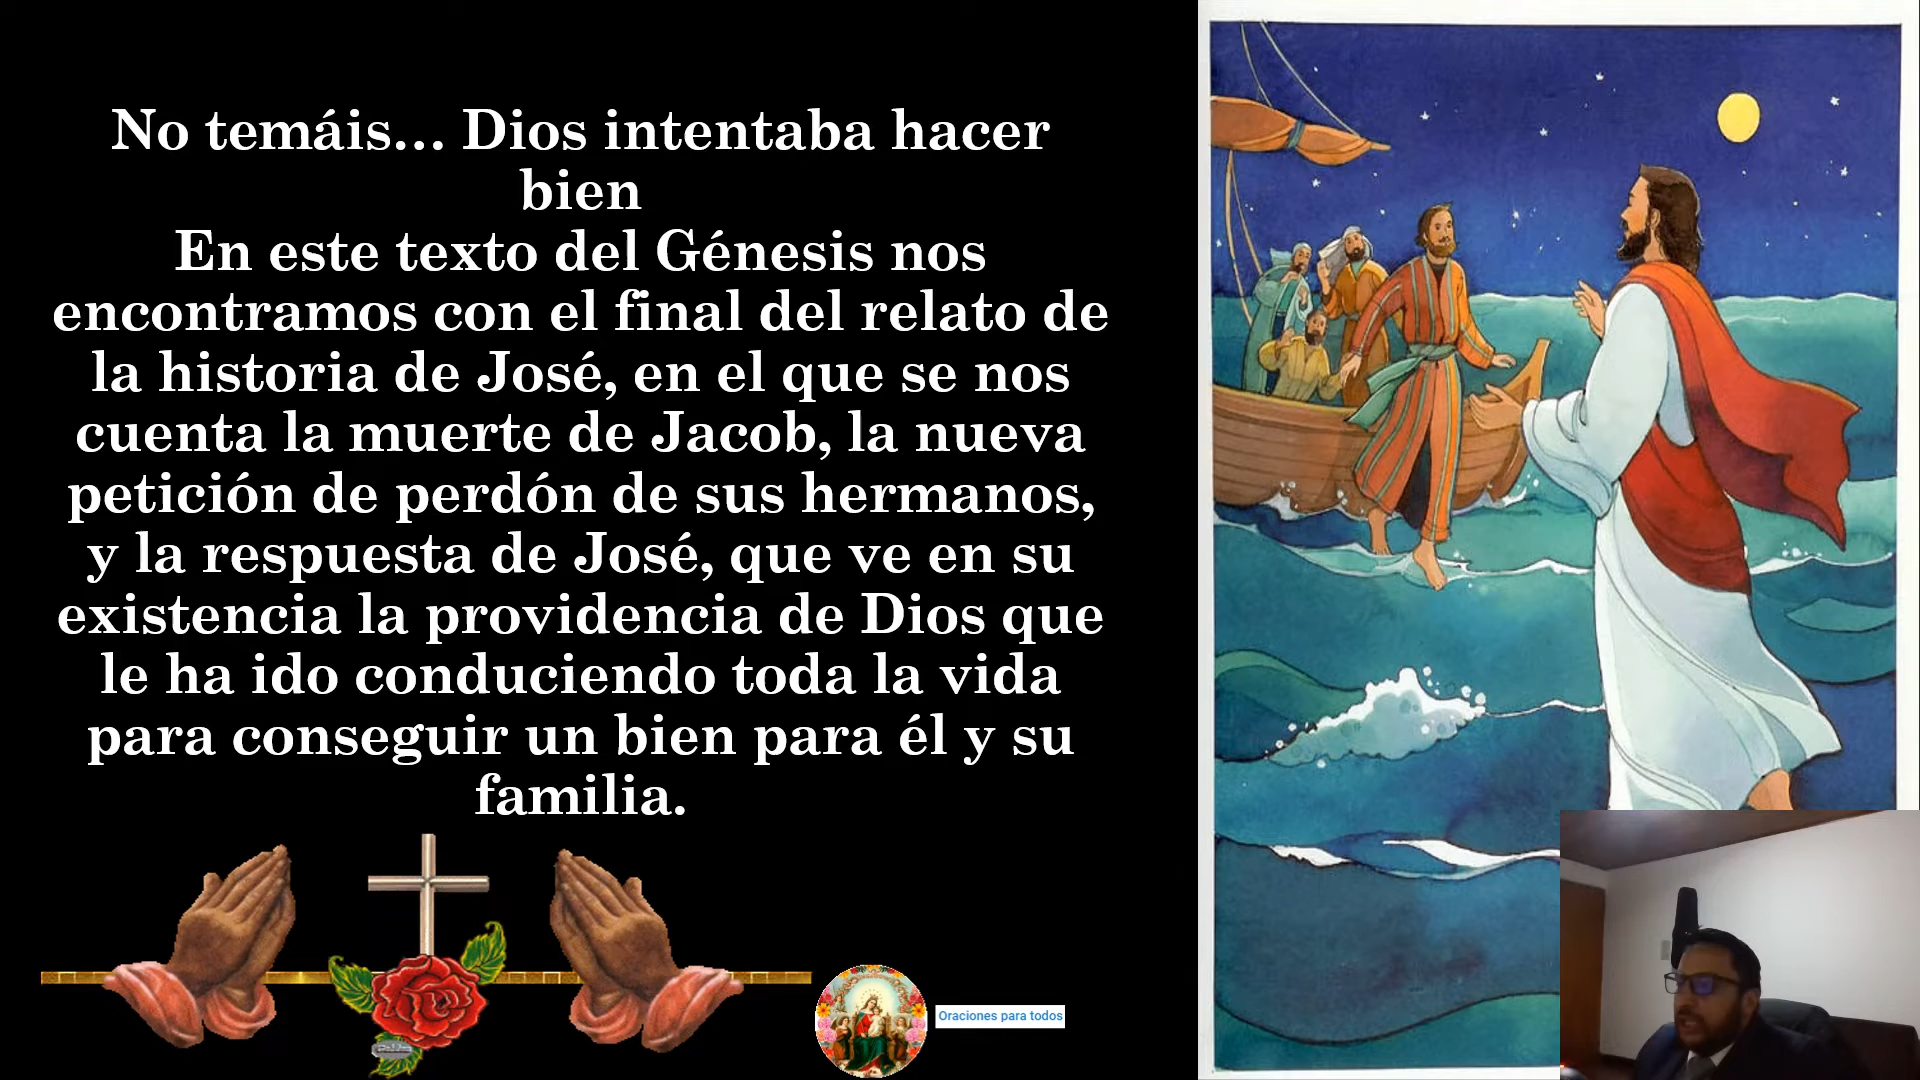 No temáis... Dios intentaba hacer
bien
En este texto del Génesis nos
encontramos con el final del relato de
la historia de José, en el que se nos
cuenta la muerte de Jacob, la nueva
petición de perdón de sus hermanos,
y la respuesta de José, que ve en su
existencia la providencia de Dios que
le ha ido conduciendo toda la vida
para conseguir un bien para él y su
familia.
Oraciones para todos